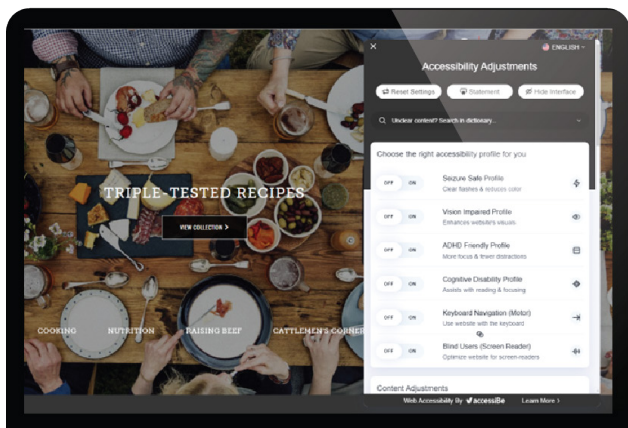 ENGLISH
Accessibility Adjustments
Reset Settings
Statement
Hide Interface
Unclear content? Search in dictionary...
Choose the right accessibility profile for you
OFF ON
Seizure Safe Profile
Clear flashes & reduces color
OFF ON
Vision Impaired Profile
Enhances website's visuals
OFF ON
ADHD Friendly Profile
More focus & fewer distractions
OFF ON
Cognitive Disability Profile
Assists with reading & focusing
OFF ON
Keyboard Navigation (Motor)
Use website with the keyboard
OFF ON
Blind Users (Screen Reader)
Optimize website for screen-readers
Content Adjustments
Web Accessibility By accessiBe
Learn More >
TRIPLE-TESTED RECIPES
VIEW COLLECTION >
COOKING
NUTRITION
RAISING BEEF
CATTLEMEN'S CORNER